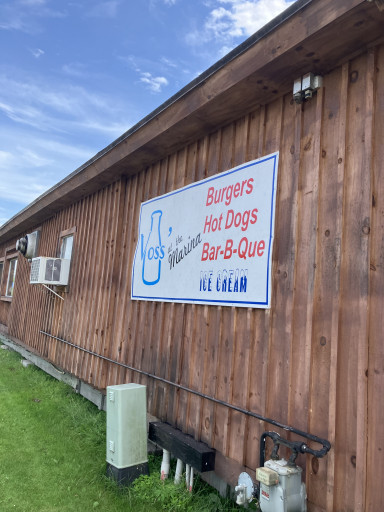 Voss'
at the
Marina
Burgers
Hot Dogs
Bar-B-Que
ICE CREAM